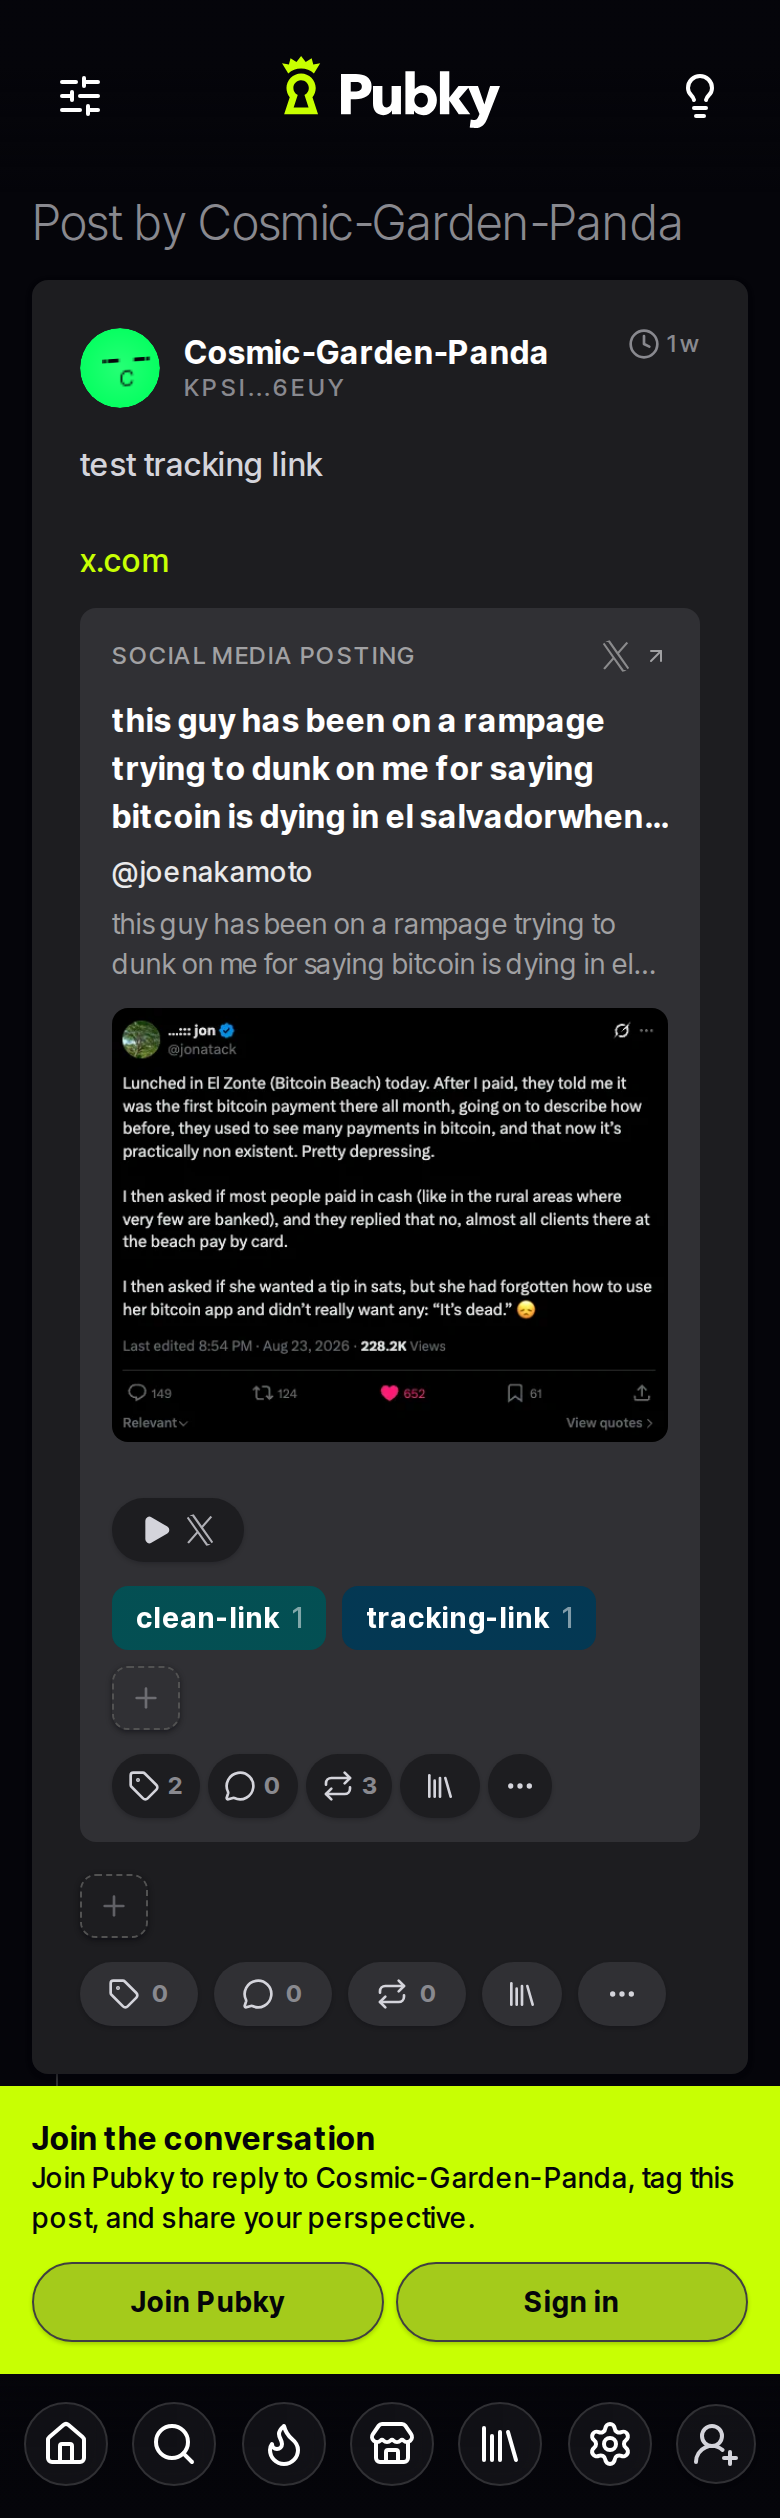 Pubky
Post by Cosmic-Garden-Panda
Cosmic-Garden-Panda
1w
KPSI...6EUY
test tracking link
x.com
SOCIAL MEDIA POSTING
this guy has been on a rampage
trying to dunk on me for saying
bitcoin is dying in el salvadorwhen...
@joenakamoto
this guy has been on a rampage trying to
dunk on me for saying bitcoin is dying in el...
...::: jon
@jonatack
Lunched in El Zonte (Bitcoin Beach) today. After I paid, they told me it
was the first bitcoin payment there all month, going on to describe how
before, they used to see many payments in bitcoin, and that now it's
practically non existent. Pretty depressing.
I then asked if most people paid in cash (like in the rural areas where
very few are banked), and they replied that no, almost all clients there at
the beach pay by card.
I then asked if she wanted a tip in sats, but she had forgotten how to use
her bitcoin app and didn't really want any: “It's dead.” 😞
Last edited 8:54 PM · Aug 23, 2026 · 228.2K Views
149 124 652 61
Relevant View quotes
clean-link 1 tracking-link 1
2 0 3
0 0 0
Join the conversation
Join Pubky to reply to Cosmic-Garden-Panda, tag this
post, and share your perspective.
Join Pubky Sign in